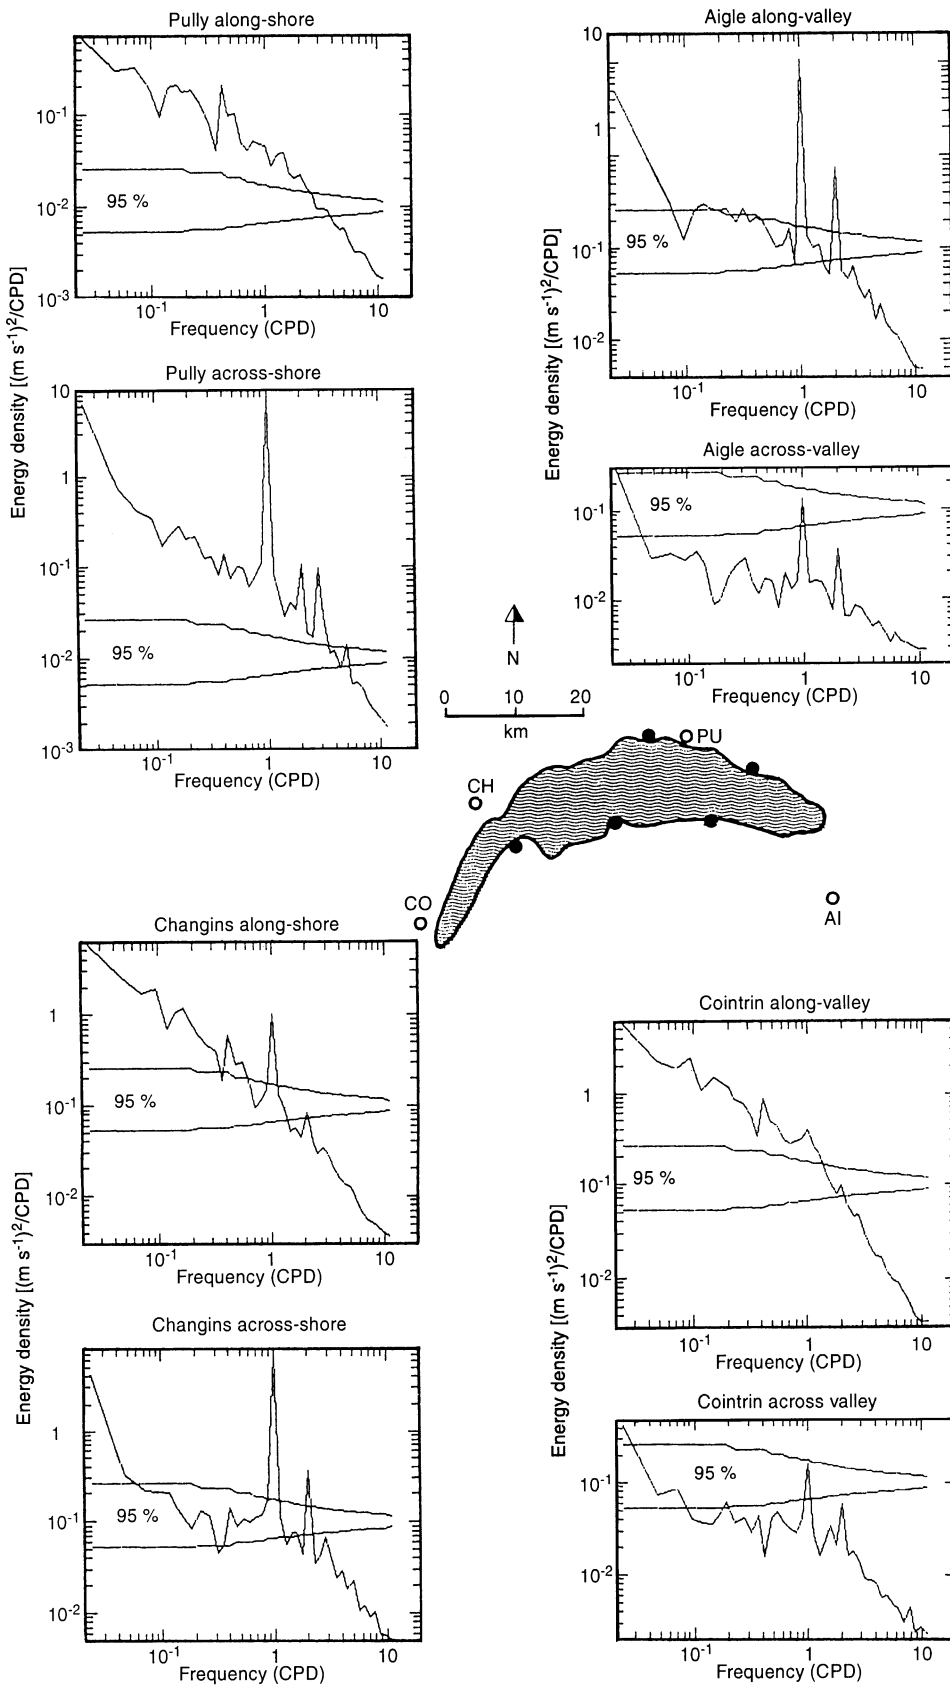 Pully along-shore
10^-1
10^-2
10^-3
95 %
10^-1
1
10
Frequency (CPD)
Pully across-shore
10
1
10^-1
10^-2
10^-3
95 %
10^-1
1
10
Frequency (CPD)
Energy density [(m s^-1)^2/CPD]
Aigle along-valley
10
1
10^-1
10^-2
95 %
10^-1
1
10
Frequency (CPD)
Energy density [(m s^-1)^2/CPD]
Aigle across-valley
10^-1
10^-2
95 %
10^-1
1
10
Frequency (CPD)
N
0 10 20
km
PU
CH
CO
AI
Changins along-shore
1
10^-1
10^-2
95 %
10^-1
1
10
Frequency (CPD)
Energy density [(m s^-1)^2/CPD]
Changins across-shore
1
10^-1
10^-2
95 %
10^-1
1
10
Frequency (CPD)
Cointrin along-valley
1
10^-1
10^-2
95 %
10^-1
1
10
Frequency (CPD)
Energy density [(m s^-1)^2/CPD]
Cointrin across valley
10^-1
10^-2
95 %
10^-1
1
10
Frequency (CPD)